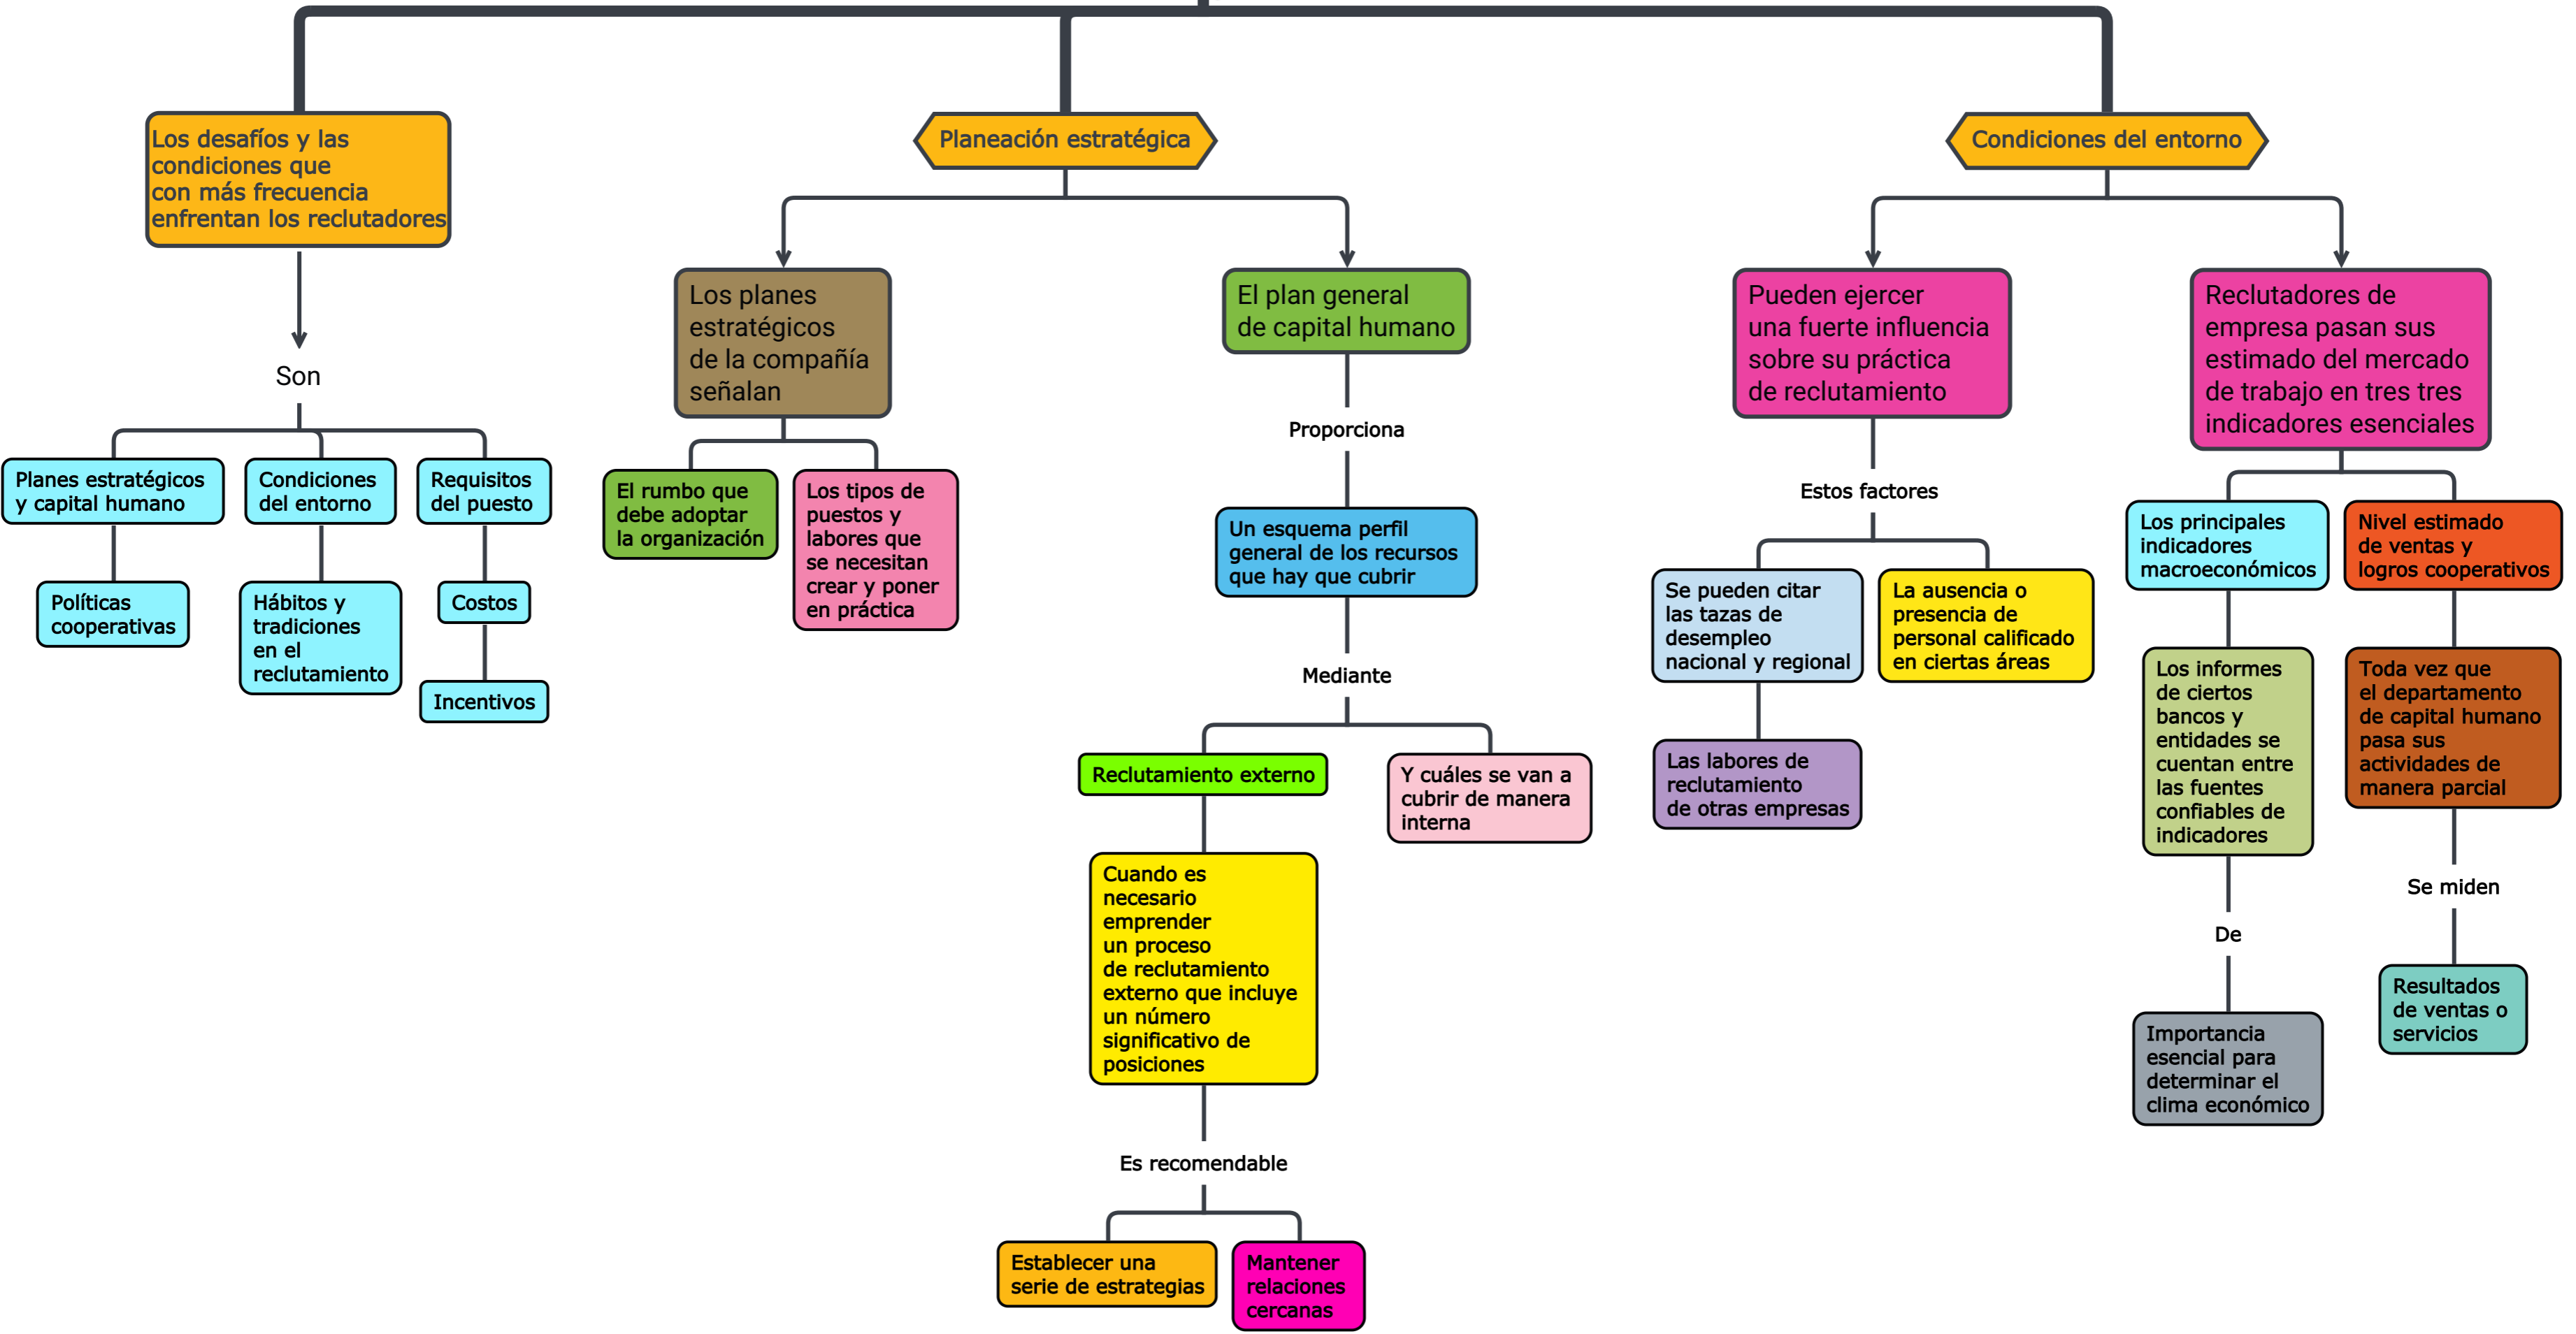 Los desafíos y las
condiciones que
con más frecuencia
enfrentan los reclutadores
Son
Planes estratégicos
y capital humano
Políticas
cooperativas
Condiciones
del entorno
Hábitos y
tradiciones
en el
reclutamiento
Requisitos
del puesto
Costos
Incentivos
Planeación estratégica
Los planes
estratégicos
de la compañía
señalan
El rumbo que
debe adoptar
la organización
Los tipos de
puestos y
labores que
se necesitan
crear y poner
en práctica
El plan general
de capital humano
Proporciona
Un esquema perfil
general de los recursos
que hay que cubrir
Mediante
Reclutamiento externo
Cuando es
necesario
emprender
un proceso
de reclutamiento
externo que incluye
un número
significativo de
posiciones
Es recomendable
Establecer una
serie de estrategias
Mantener
relaciones
cercanas
Y cuáles se van a
cubrir de manera
interna
Condiciones del entorno
Pueden ejercer
una fuerte influencia
sobre su práctica
de reclutamiento
Estos factores
Se pueden citar
las tazas de
desempleo
nacional y regional
Las labores de
reclutamiento
de otras empresas
La ausencia o
presencia de
personal calificado
en ciertas áreas
Reclutadores de
empresa pasan sus
estimado del mercado
de trabajo en tres tres
indicadores esenciales
Los principales
indicadores
macroeconómicos
Los informes
de ciertos
bancos y
entidades se
cuentan entre
las fuentes
confiables de
indicadores
De
Importancia
esencial para
determinar el
clima económico
Nivel estimado
de ventas y
logros cooperativos
Toda vez que
el departamento
de capital humano
pasa sus
actividades de
manera parcial
Se miden
Resultados
de ventas o
servicios